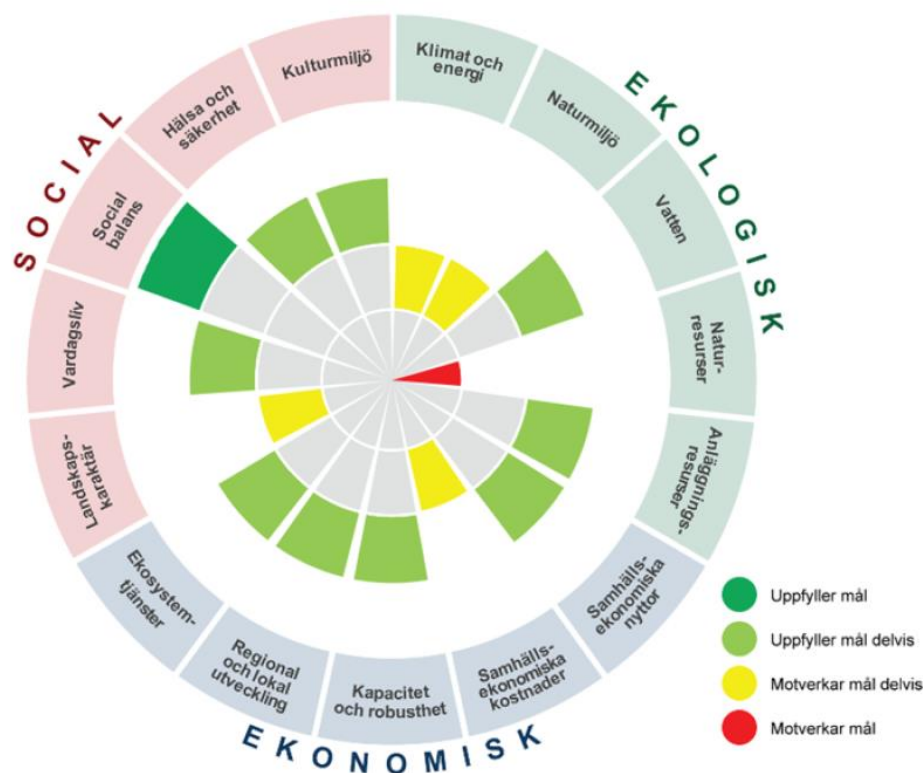 SOCIAL
EKOLOGISK
EKONOMISK
Klimat och
energi
Naturmiljö
Vatten
Natur-
resurser
Anläggnings-
resurser
Samhälls-
ekonomiska
nyttor
Samhälls-
ekonomiska
kostnader
Kapacitet
och robusthet
Regional
och lokal
utveckling
Ekosystem-
tjänster
Landskaps-
karaktär
Vardagsliv
Social
balans
Hälsa och
säkerhet
Kulturmiljö
Uppfyller mål
Uppfyller mål delvis
Motverkar mål delvis
Motverkar mål